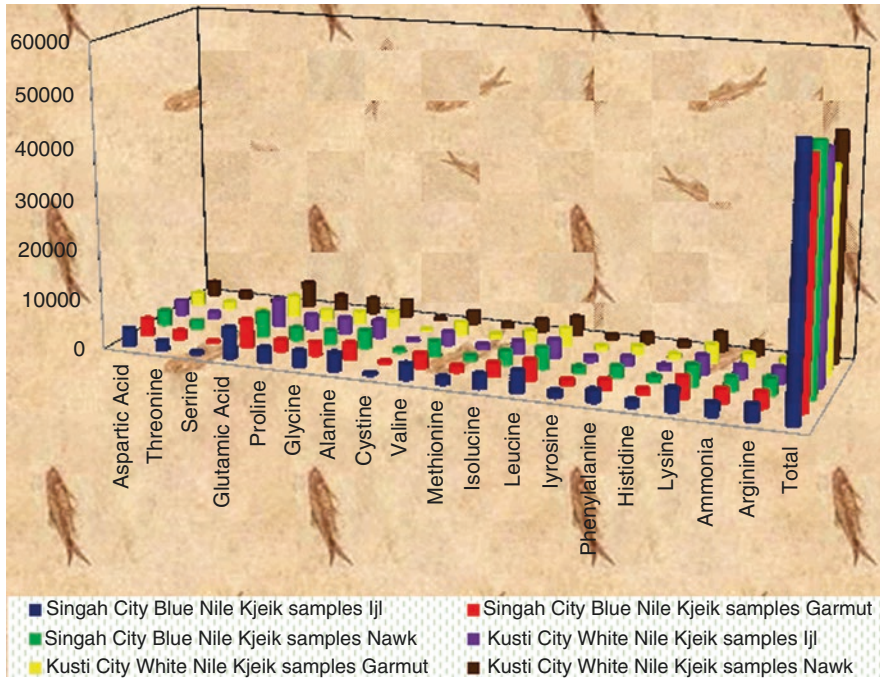 60000
50000
40000
30000
20000
10000
0
Aspartic Acid
Threonine
Serine
Glutamic Acid
Proline
Glycine
Alanine
Cystine
Valine
Methionine
Isolucine
Leucine
Iyrosine
Phenylalanine
Histidine
Lysine
Ammonia
Arginine
Total
Singah City Blue Nile Kjeik samples Ijl
Singah City Blue Nile Kjeik samples Garmut
Singah City Blue Nile Kjeik samples Nawk
Kusti City White Nile Kjeik samples Ijl
Kusti City White Nile Kjeik samples Garmut
Kusti City White Nile Kjeik samples Nawk